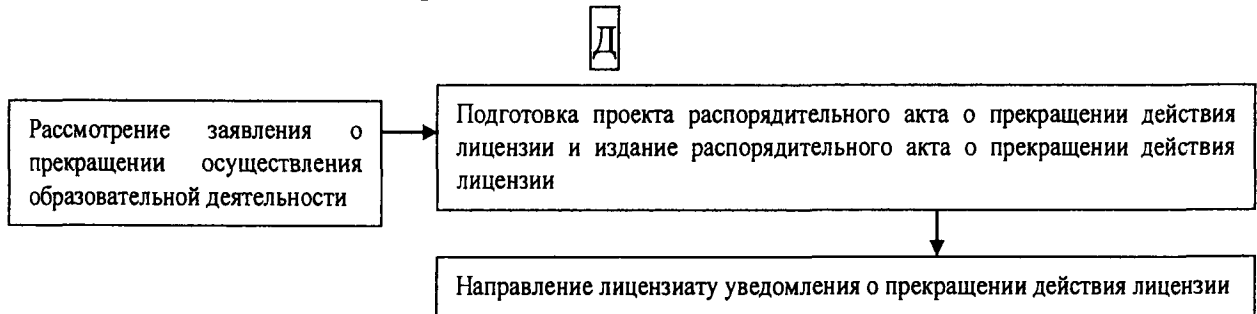 Д
Рассмотрение заявления о
прекращении осуществления
образовательной деятельности
Подготовка проекта распорядительного акта о прекращении действия
лицензии и издание распорядительного акта о прекращении действия
лицензии
Направление лицензиату уведомления о прекращении действия лицензии